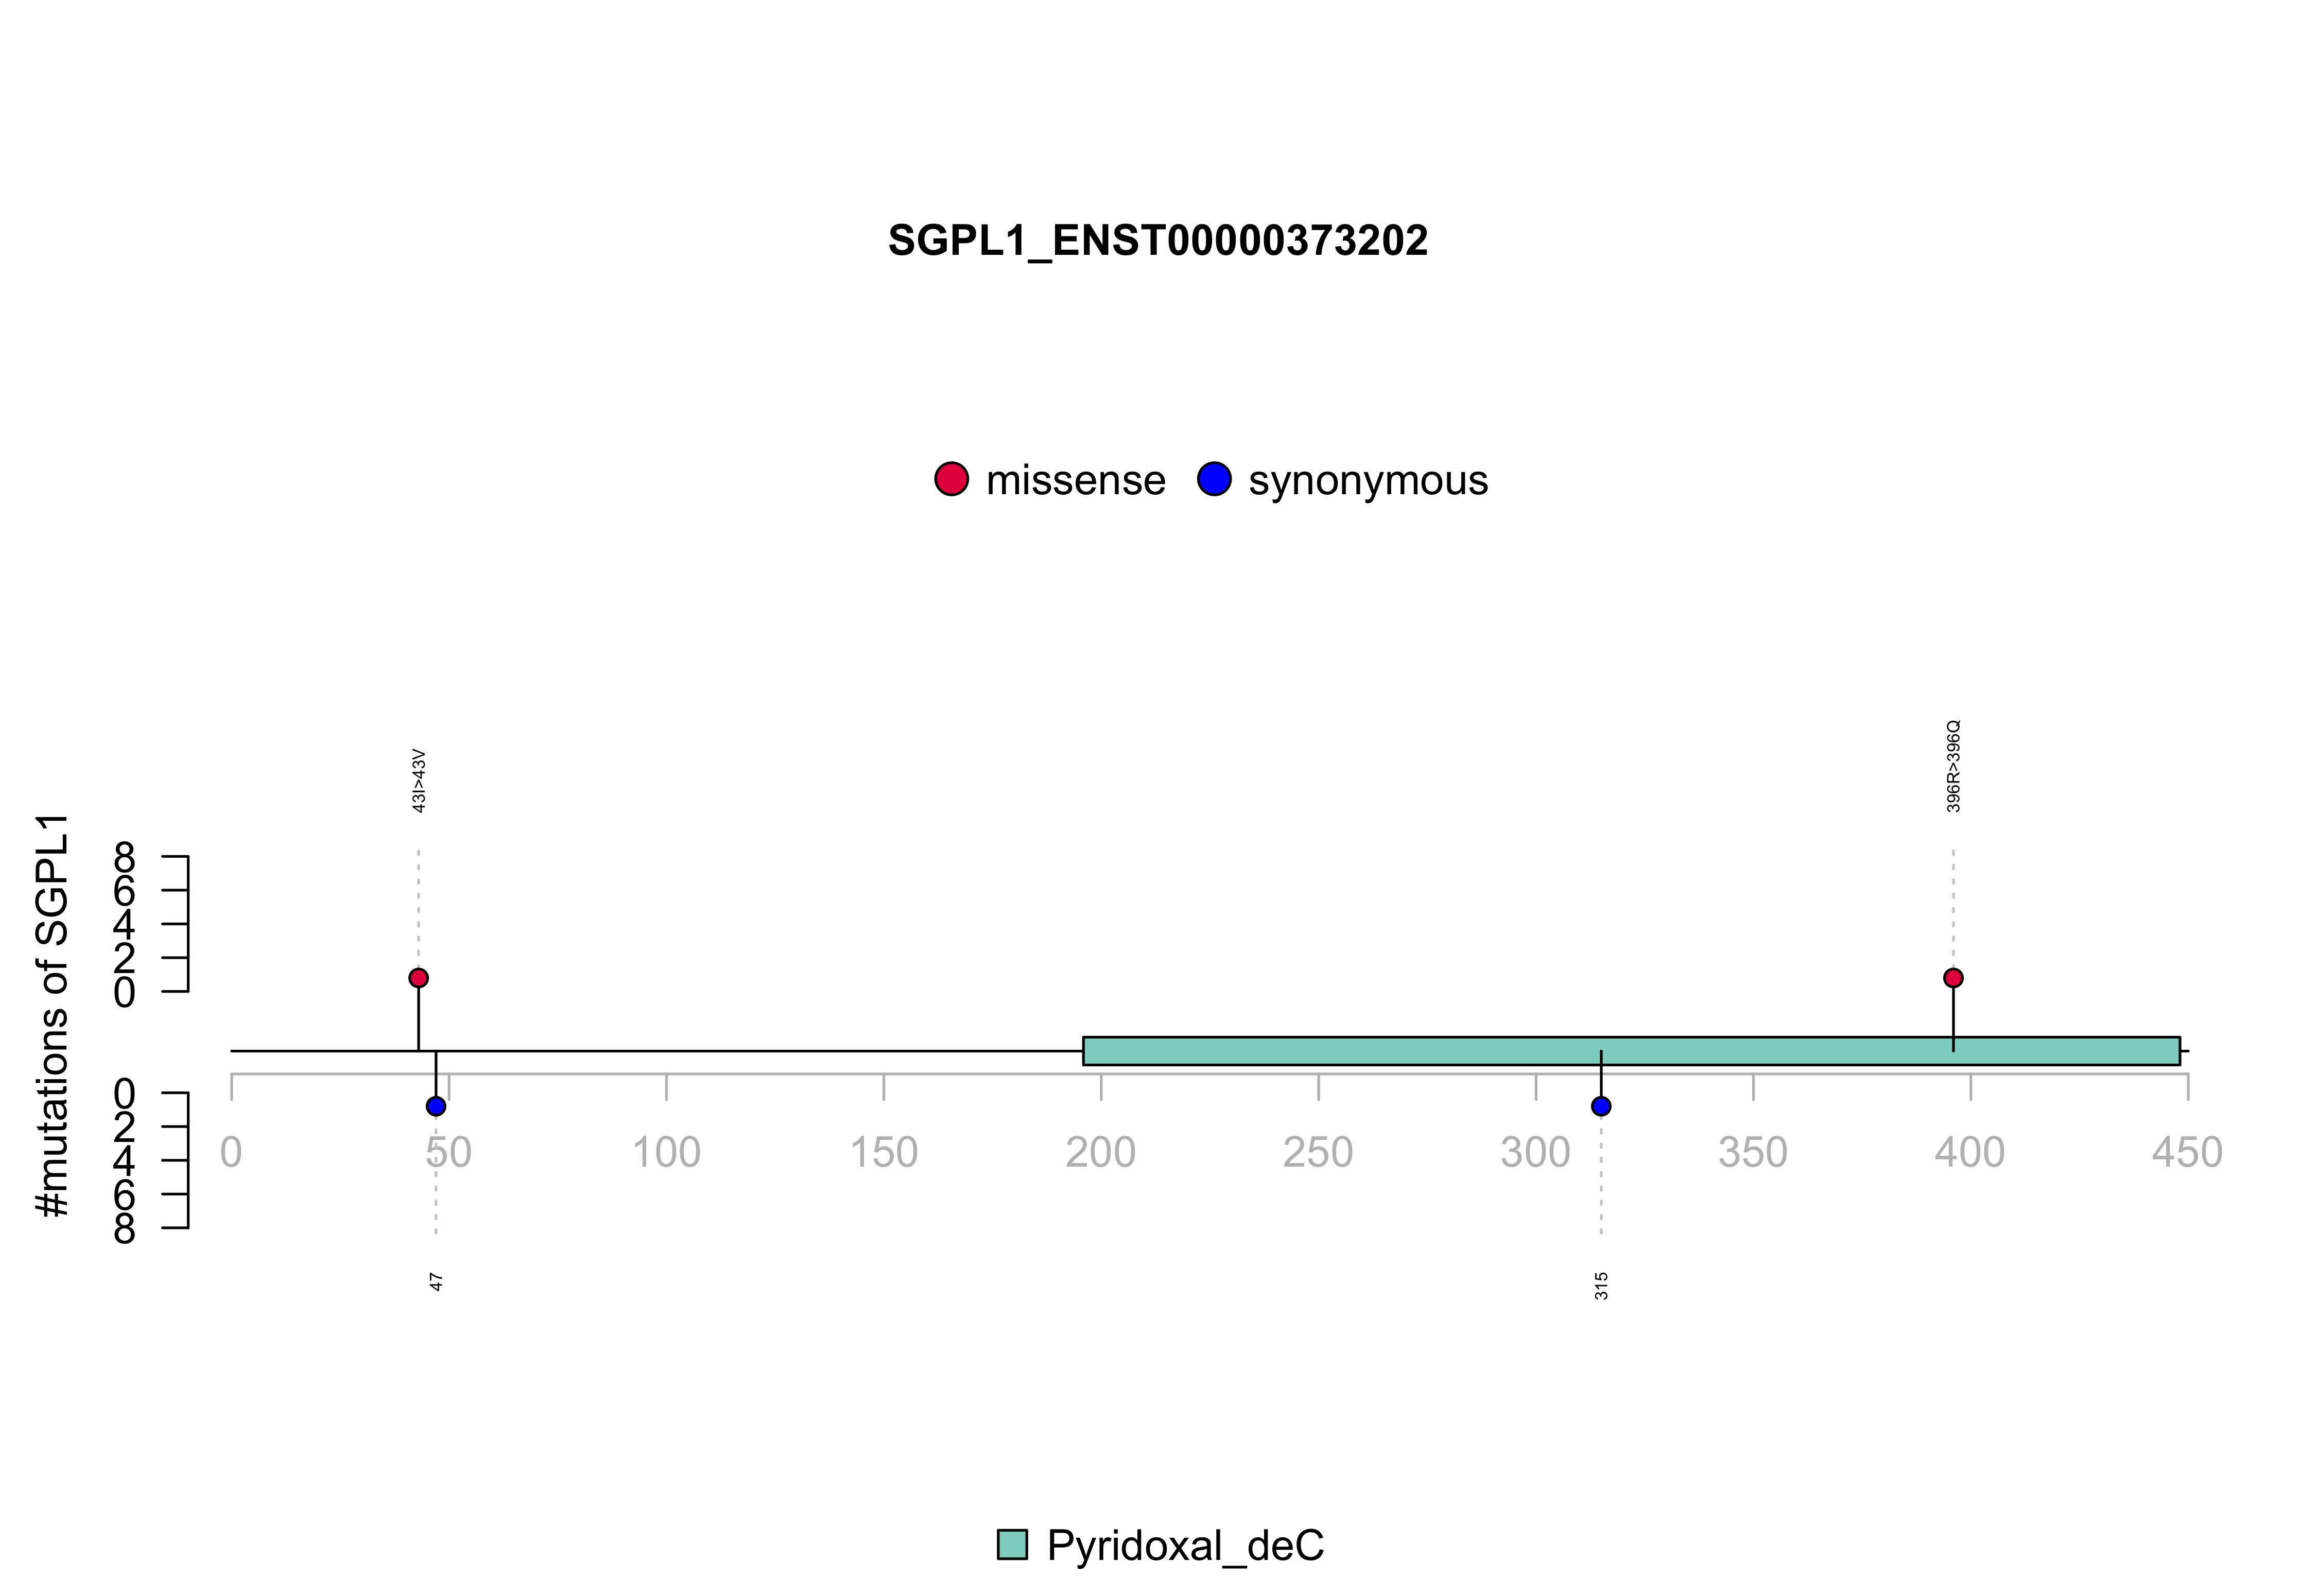 SGPL1_ENST00000373202
missense synonymous
43I>43V
396R>396Q
#mutations of SGPL1
8
6
4
2
0
0
2
4
6
8
0 50 100 150 200 250 300 350 400 450
47
315
Pyridoxal_deC